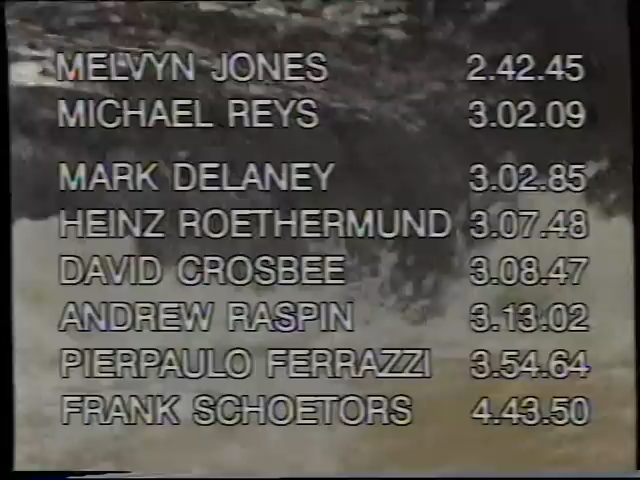 MELVYN JONES 2.42.45
MICHAEL REYS 3.02.09
MARK DELANEY 3.02.85
HEINZ ROETHERMUND 3.07.48
DAVID CROSBEE 3.08.47
ANDREW RASPIN 3.13.02
PIERPAULO FERRAZZI 3.54.64
FRANK SCHOETORS 4.43.50